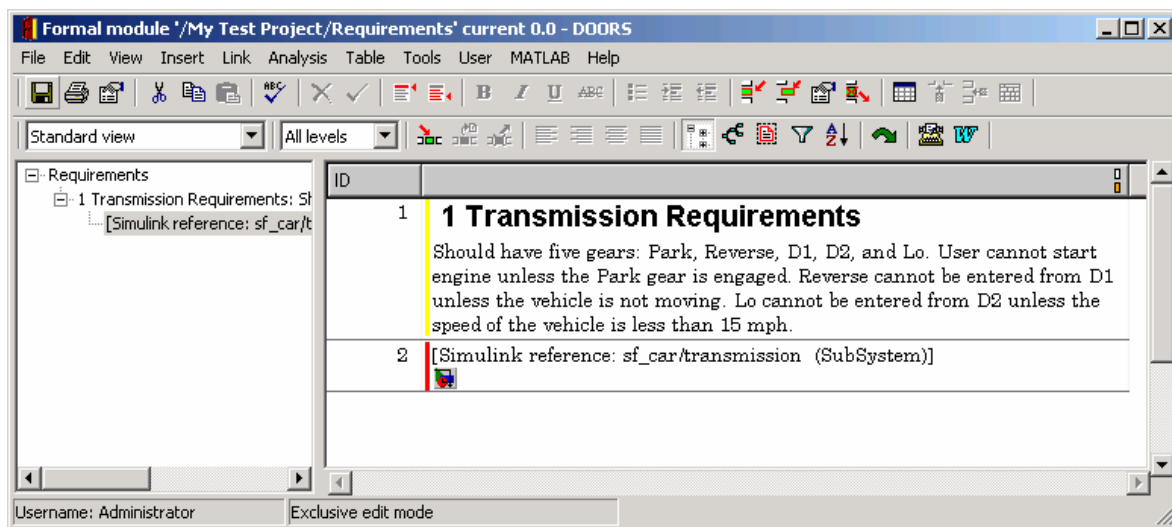 Formal module '/My Test Project/Requirements' current 0.0 - DOORS
File Edit View Insert Link Analysis Table Tools User MATLAB Help
ABC B I U ABC
Standard view All levels A Z W
Requirements
1 Transmission Requirements: Sh
[Simulink reference: sf_car/t
ID
1 1 Transmission Requirements
Should have five gears: Park, Reverse, D1, D2, and Lo. User cannot start
engine unless the Park gear is engaged. Reverse cannot be entered from D1
unless the vehicle is not moving. Lo cannot be entered from D2 unless the
speed of the vehicle is less than 15 mph.
2 [Simulink reference: sf_car/transmission (SubSystem)]
Username: Administrator Exclusive edit mode